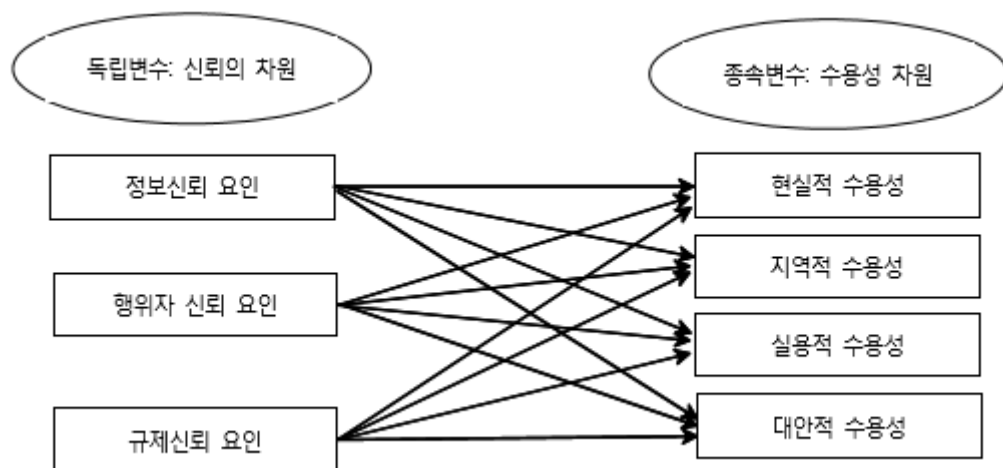 독립변수: 신뢰의 차원
종속변수: 수용성 차원
정보신뢰 요인
현실적 수용성
지역적 수용성
행위자 신뢰 요인
실용적 수용성
대안적 수용성
규제신뢰 요인